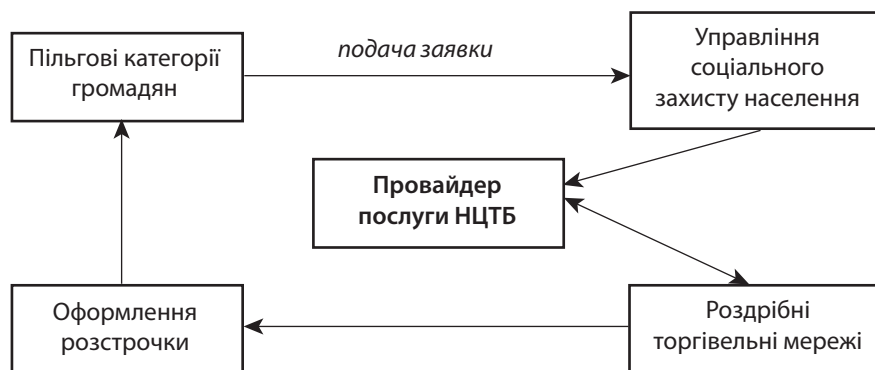 Пільгові категорії
громадян
подача заявки
Управління
соціального
захисту населення
Провайдер
послуги НЦТБ
Оформлення
розстрочки
Роздрібні
торгівельні мережі